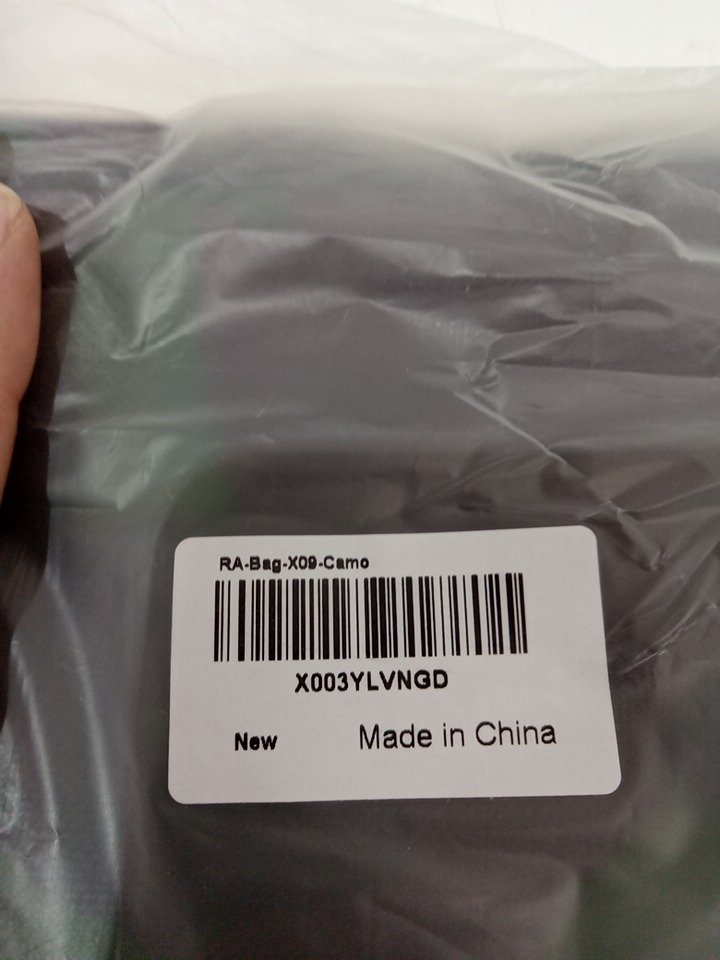 RA-Bag-X09-Camo
X003YLVNGD
New Made in China